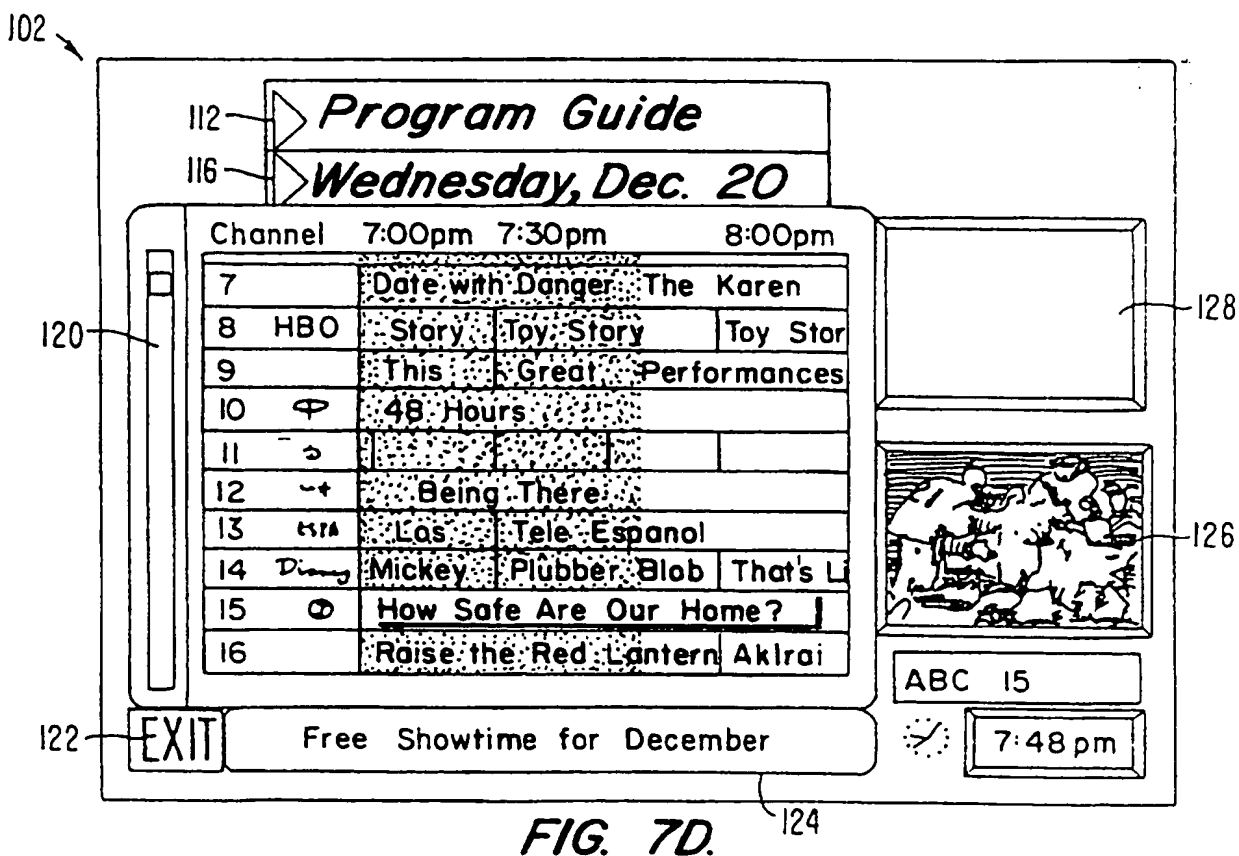 102
112 Program Guide
116 Wednesday, Dec. 20
Channel 7:00pm 7:30pm 8:00pm
7 Date with Danger The Karen
8 HBO Story Toy Story Toy Stor
9 This Great Performances
10 48 Hours
11
12 Being There
13 Las Tele Espanol
14 Disney Mickey Plubber Blob That's Li
15 How Safe Are Our Home?
16 Raise the Red Lantern Aklrai
120
128
126
ABC 15
122 EXIT Free Showtime for December
7:48pm
124
FIG. 7D.